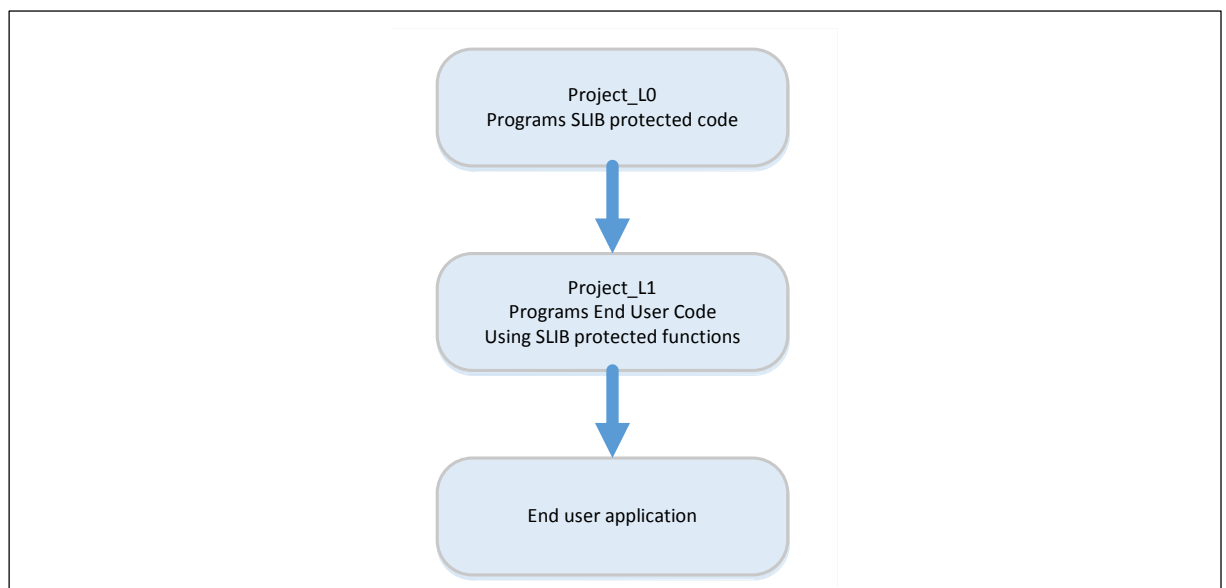 Project_L0
Programs SLIB protected code
Project_L1
Programs End User Code
Using SLIB protected functions
End user application